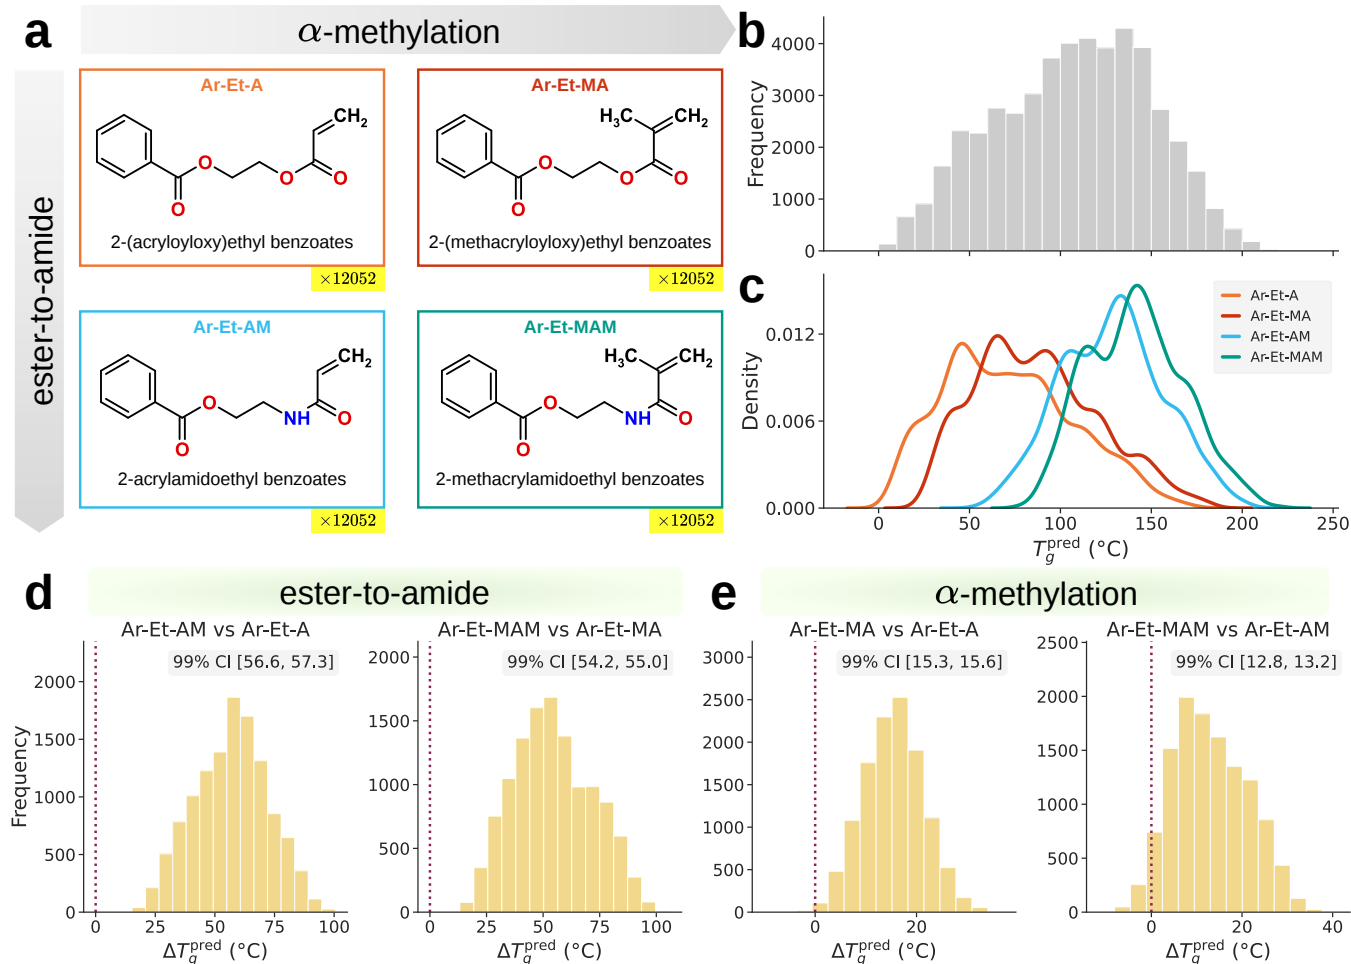 a
α-methylation
ester-to-amide
Ar-Et-A
CH2
O
O
O
O
2-(acryloyloxy)ethyl benzoates
×12052
Ar-Et-MA
H3C
CH2
O
O
O
O
2-(methacryloyloxy)ethyl benzoates
×12052
Ar-Et-AM
CH2
O
NH
O
O
2-acrylamidoethyl benzoates
×12052
Ar-Et-MAM
H3C
CH2
O
NH
O
O
2-methacrylamidoethyl benzoates
×12052
b
Frequency
4000
3000
2000
1000
0
c
Density
0.012
0.006
0.000
Ar-Et-A
Ar-Et-MA
Ar-Et-AM
Ar-Et-MAM
0 50 100 150 200 250
Tgpred (°C)
d
ester-to-amide
Ar-Et-AM vs Ar-Et-A
99% CI [56.6, 57.3]
Frequency
2000
1500
1000
500
0
0 25 50 75 100
ΔTgpred (°C)
Ar-Et-MAM vs Ar-Et-MA
99% CI [54.2, 55.0]
2000
1500
1000
500
0
0 50 100
ΔTgpred (°C)
e
α-methylation
Ar-Et-MA vs Ar-Et-A
99% CI [15.3, 15.6]
3000
2500
2000
1500
1000
500
0
0 20
ΔTgpred (°C)
Ar-Et-MAM vs Ar-Et-AM
99% CI [12.8, 13.2]
2500
2000
1500
1000
500
0
0 20 40
ΔTgpred (°C)